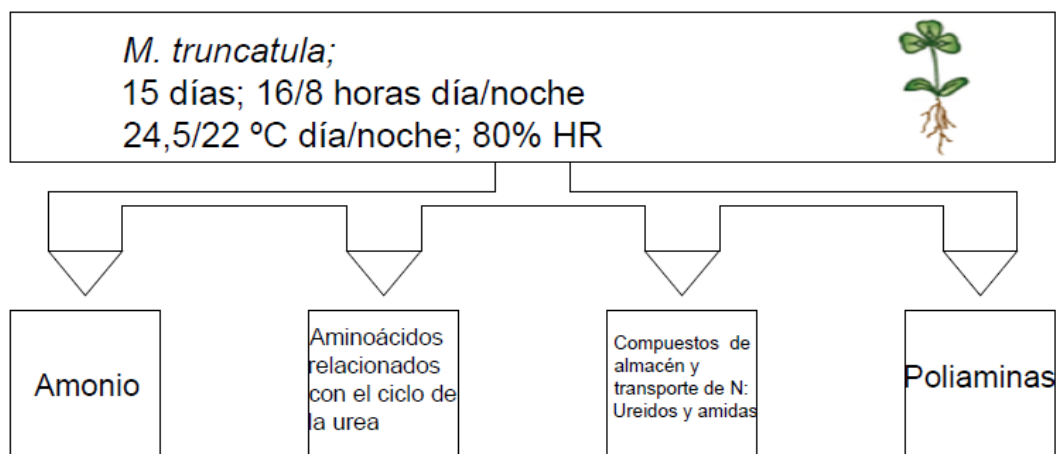 M. truncatula;
15 días; 16/8 horas día/noche
24,5/22 ºC día/noche; 80% HR
Amonio
Aminoácidos
relacionados
con el ciclo de
la urea
Compuestos de
almacén y
transporte de N:
Ureidos y amidas
Poliaminas